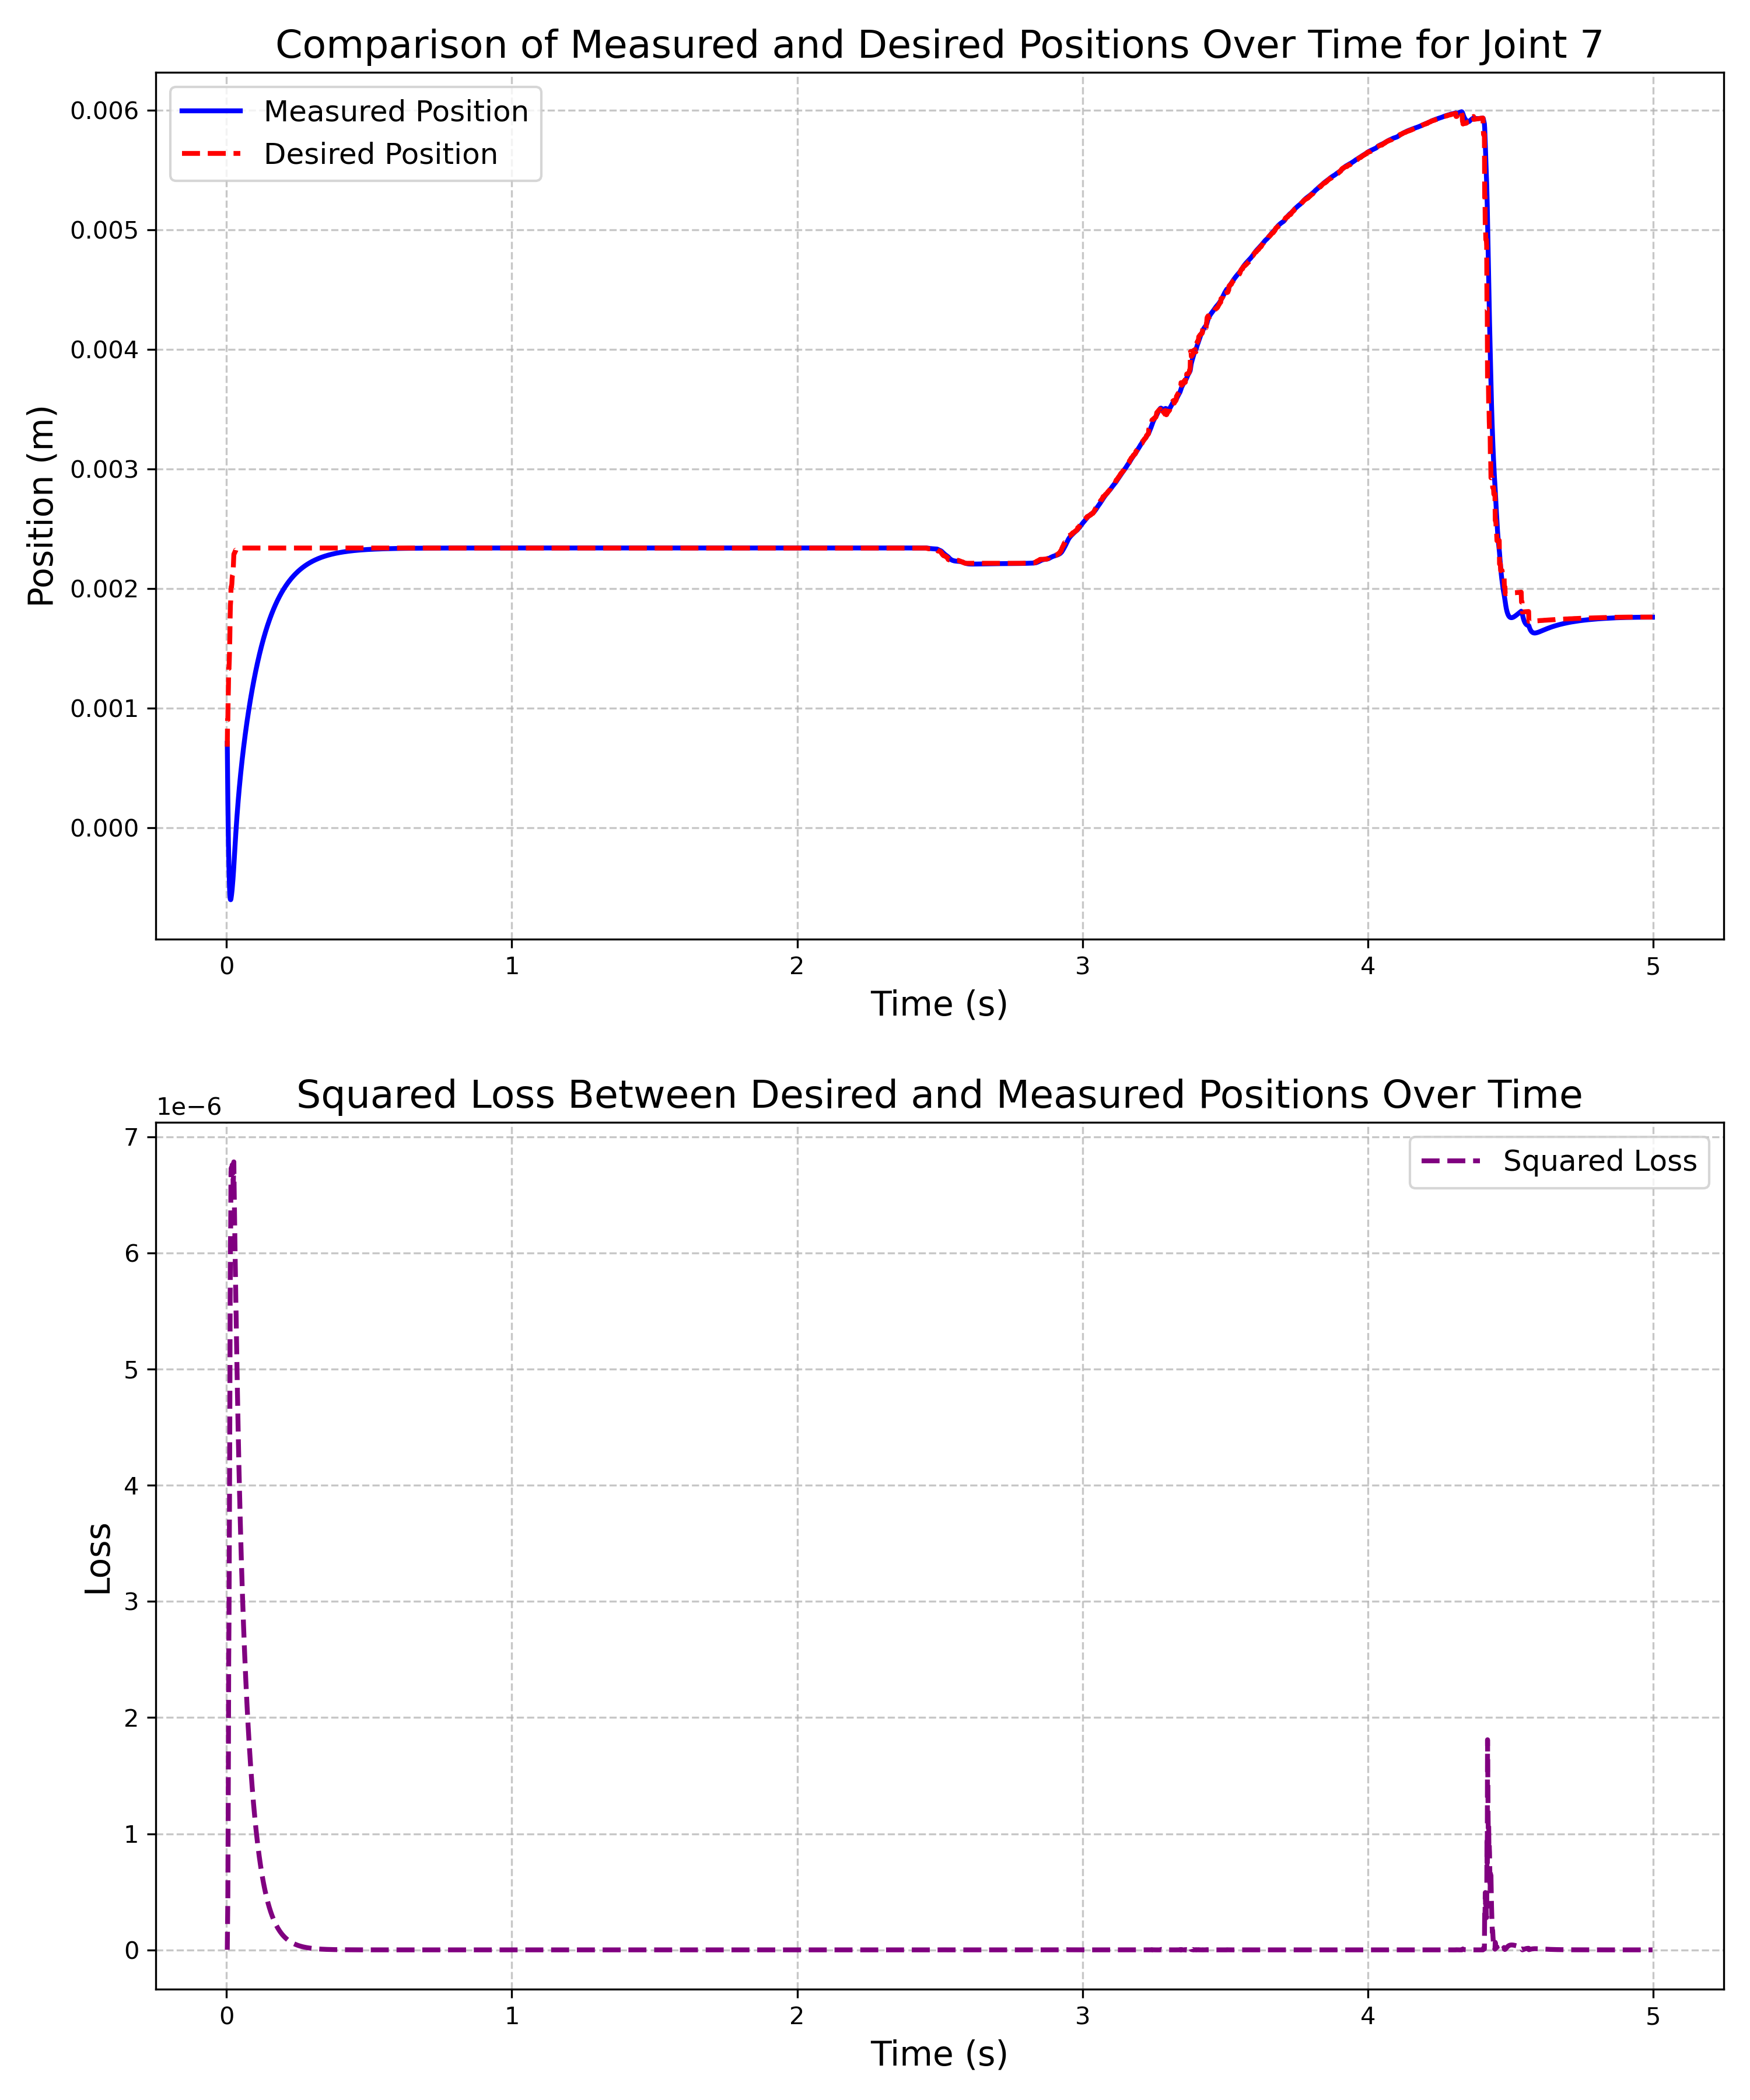 Comparison of Measured and Desired Positions Over Time for Joint 7
Measured Position
Desired Position
0.006
0.005
0.004
0.003
0.002
0.001
0.000
Position (m)
0 1 2 3 4 5
Time (s)
Squared Loss Between Desired and Measured Positions Over Time
1e−6
Squared Loss
7
6
5
4
3
2
1
0
Loss
0 1 2 3 4 5
Time (s)